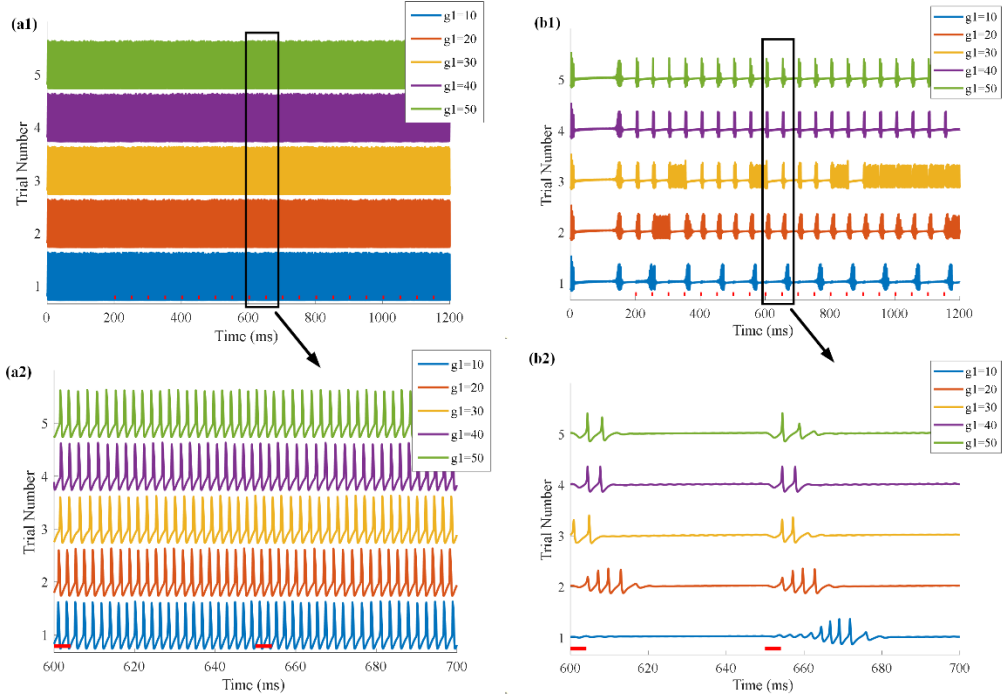 (a1)
g1=10
g1=20
g1=30
g1=40
g1=50
Trial Number
5
4
3
2
1
0 200 400 600 800 1000 1200
Time (ms)
(b1)
g1=10
g1=20
g1=30
g1=40
g1=50
Trial Number
5
4
3
2
1
0 200 400 600 800 1000 1200
Time (ms)
(a2)
g1=10
g1=20
g1=30
g1=40
g1=50
Trial Number
5
4
3
2
1
600 620 640 660 680 700
Time (ms)
(b2)
g1=10
g1=20
g1=30
g1=40
g1=50
Trial Number
5
4
3
2
1
600 620 640 660 680 700
Time (ms)